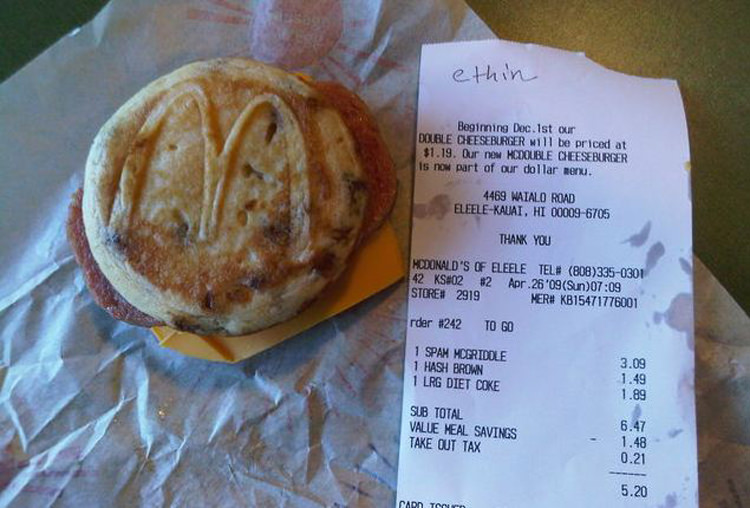 ethin
Beginning Dec.1st our
DOUBLE CHEESEBURGER will be priced at
$1.19. Our new MCDOUBLE CHEESEBURGER
is now part of our dollar menu.
4469 WAIALO ROAD
ELEELE-KAUAI, HI 00009-6705
THANK YOU
MCDONALD'S OF ELEELE TEL# (808)335-0301
42 KS#02 #2 Apr.26'09(Sun)07:09
STORE# 2919 MER# KB15471776001
rder #242 TO GO
1 SPAM MCGRIDDLE 3.09
1 HASH BROWN 1.49
1 LRG DIET COKE 1.89
SUB TOTAL 6.47
VALUE MEAL SAVINGS - 1.48
TAKE OUT TAX 0.21
5.20